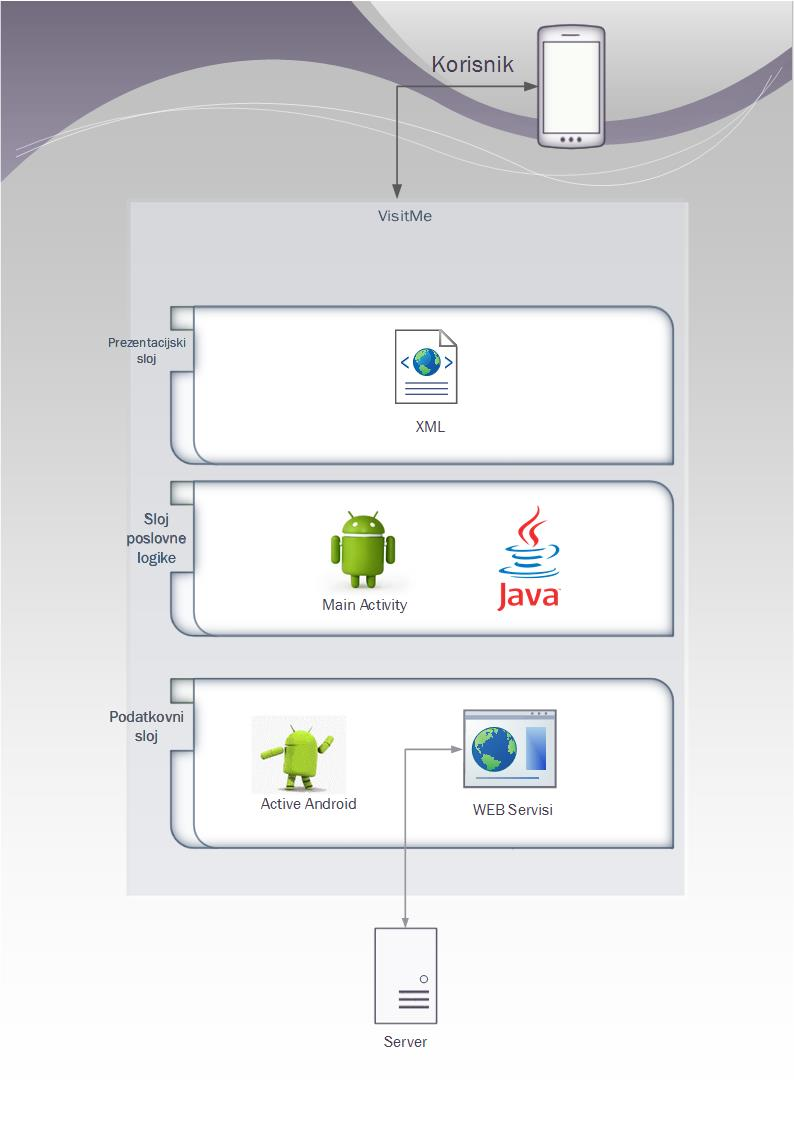 Korisnik
VisitMe
Prezentacijski
sloj
XML
Sloj
poslovne
logike
Main Activity
Java
Podatkovni
sloj
Active Android
WEB Servisi
Server